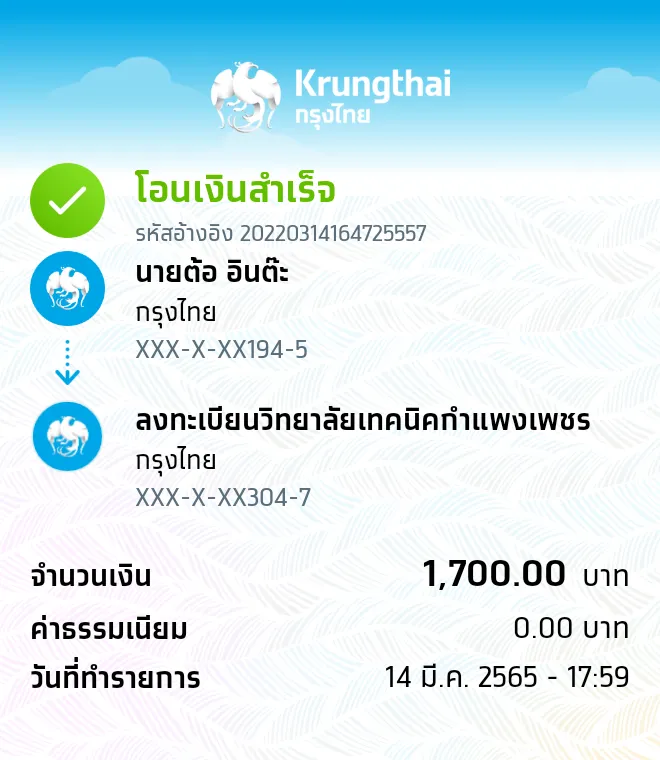 Krungthai
กรุงไทย
โอนเงินสำเร็จ
รหัสอ้างอิง 20220314164725557
นายต้อ อินต๊ะ
กรุงไทย
XXX-X-XX194-5
ลงทะเบียนวิทยาลัยเทคนิคกำแพงเพชร
กรุงไทย
XXX-X-XX304-7
จำนวนเงิน 1,700.00 บาท
ค่าธรรมเนียม 0.00 บาท
วันที่ทำรายการ 14 มี.ค. 2565 - 17:59